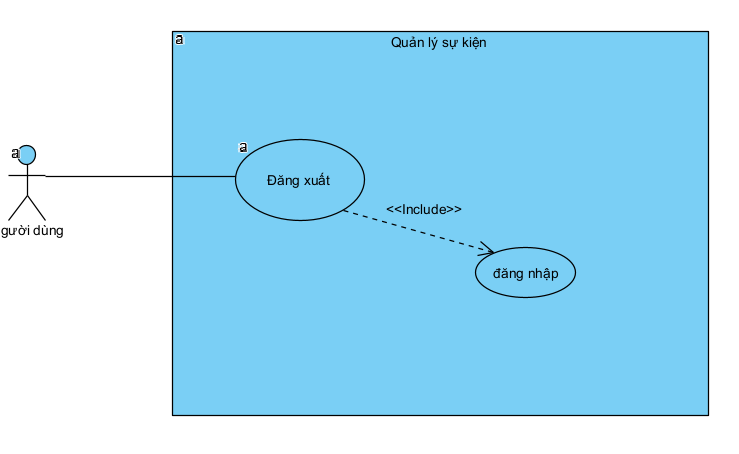 a
Quản lý sự kiện
a
a
Đăng xuất
<<Include>>
gười dùng
đăng nhập